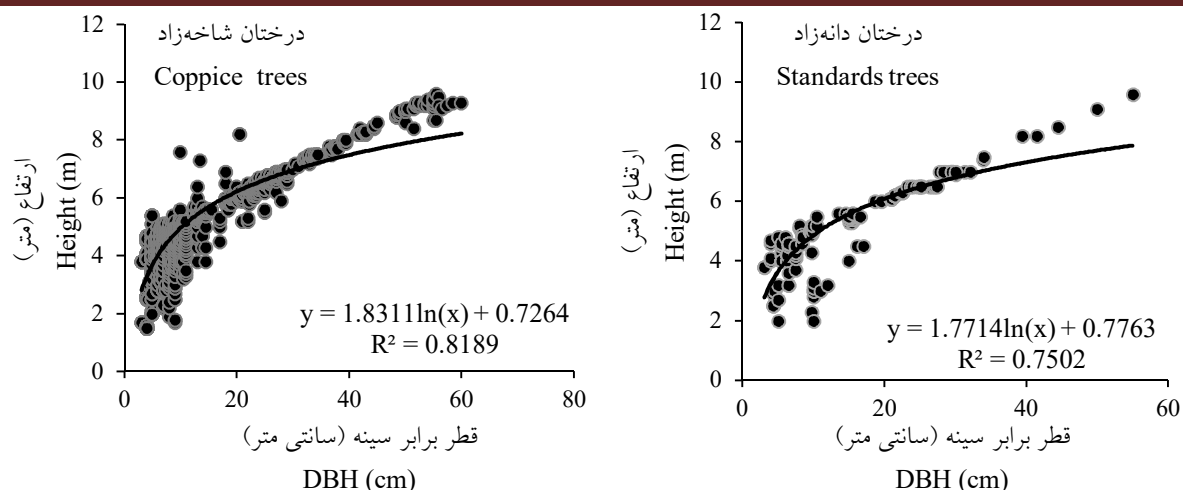 درختان شاخه‌زاد
Coppice trees
12
10
8
6
4
2
0
ارتفاع (متر)
Height (m)
y = 1.8311ln(x) + 0.7264
R² = 0.8189
0 20 40 60 80
قطر برابر سینه (سانتی متر)
DBH (cm)
درختان دانه‌زاد
Standards trees
12
10
8
6
4
2
0
ارتفاع (متر)
Height (m)
y = 1.7714ln(x) + 0.7763
R² = 0.7502
0 20 40 60
قطر برابر سینه (سانتی متر)
DBH (cm)